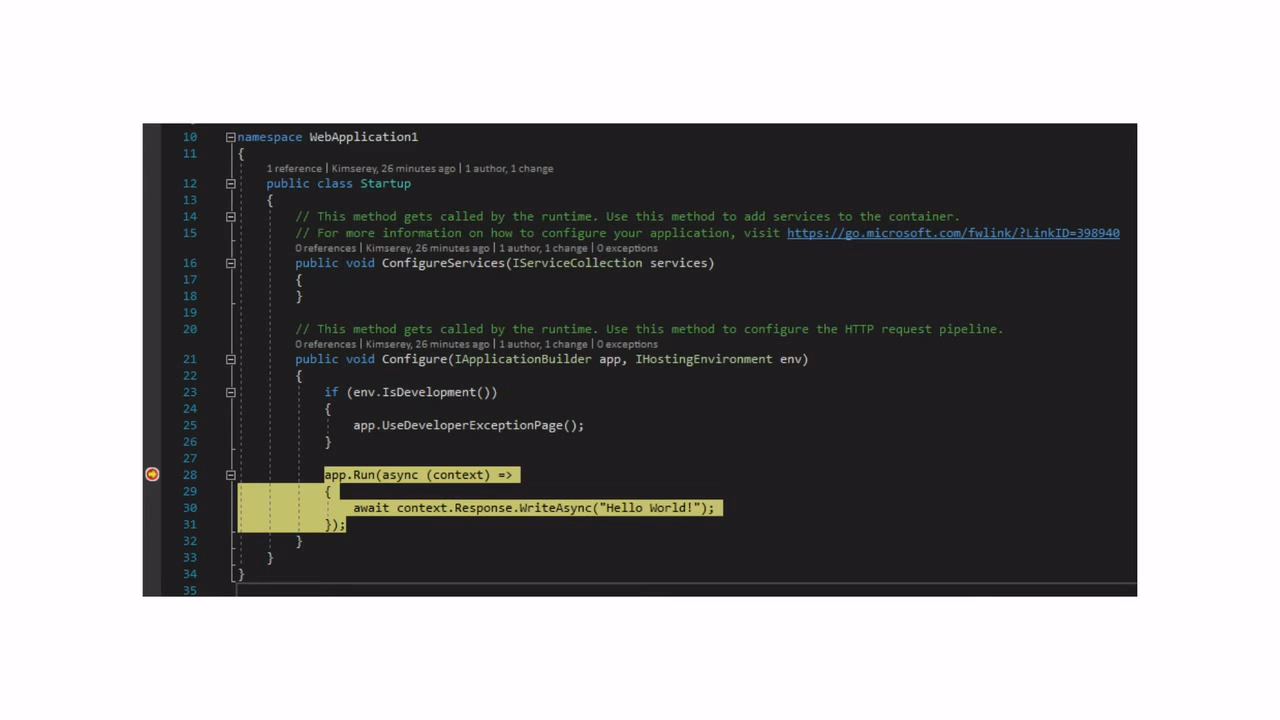 10 namespace WebApplication1
11 {
1 reference | Kimserey, 26 minutes ago | 1 author, 1 change
12 public class Startup
13 {
14 // This method gets called by the runtime. Use this method to add services to the container.
15 // For more information on how to configure your application, visit https://go.microsoft.com/fwlink/?LinkID=398940
0 references | Kimserey, 26 minutes ago | 1 author, 1 change | 0 exceptions
16 public void ConfigureServices(IServiceCollection services)
17 {
18 }
19
20 // This method gets called by the runtime. Use this method to configure the HTTP request pipeline.
0 references | Kimserey, 26 minutes ago | 1 author, 1 change | 0 exceptions
21 public void Configure(IApplicationBuilder app, IHostingEnvironment env)
22 {
23 if (env.IsDevelopment())
24 {
25 app.UseDeveloperExceptionPage();
26 }
27
28 app.Run(async (context) =>
29 {
30 await context.Response.WriteAsync("Hello World!");
31 });
32 }
33 }
34 }
35